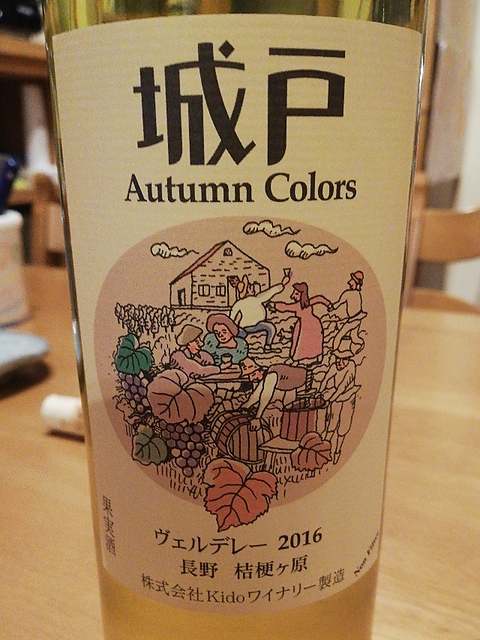 城戸
Autumn Colors
ヴェルデレー 2016
長野 桔梗ヶ原
株式会社Kidoワイナリー製造
果実酒